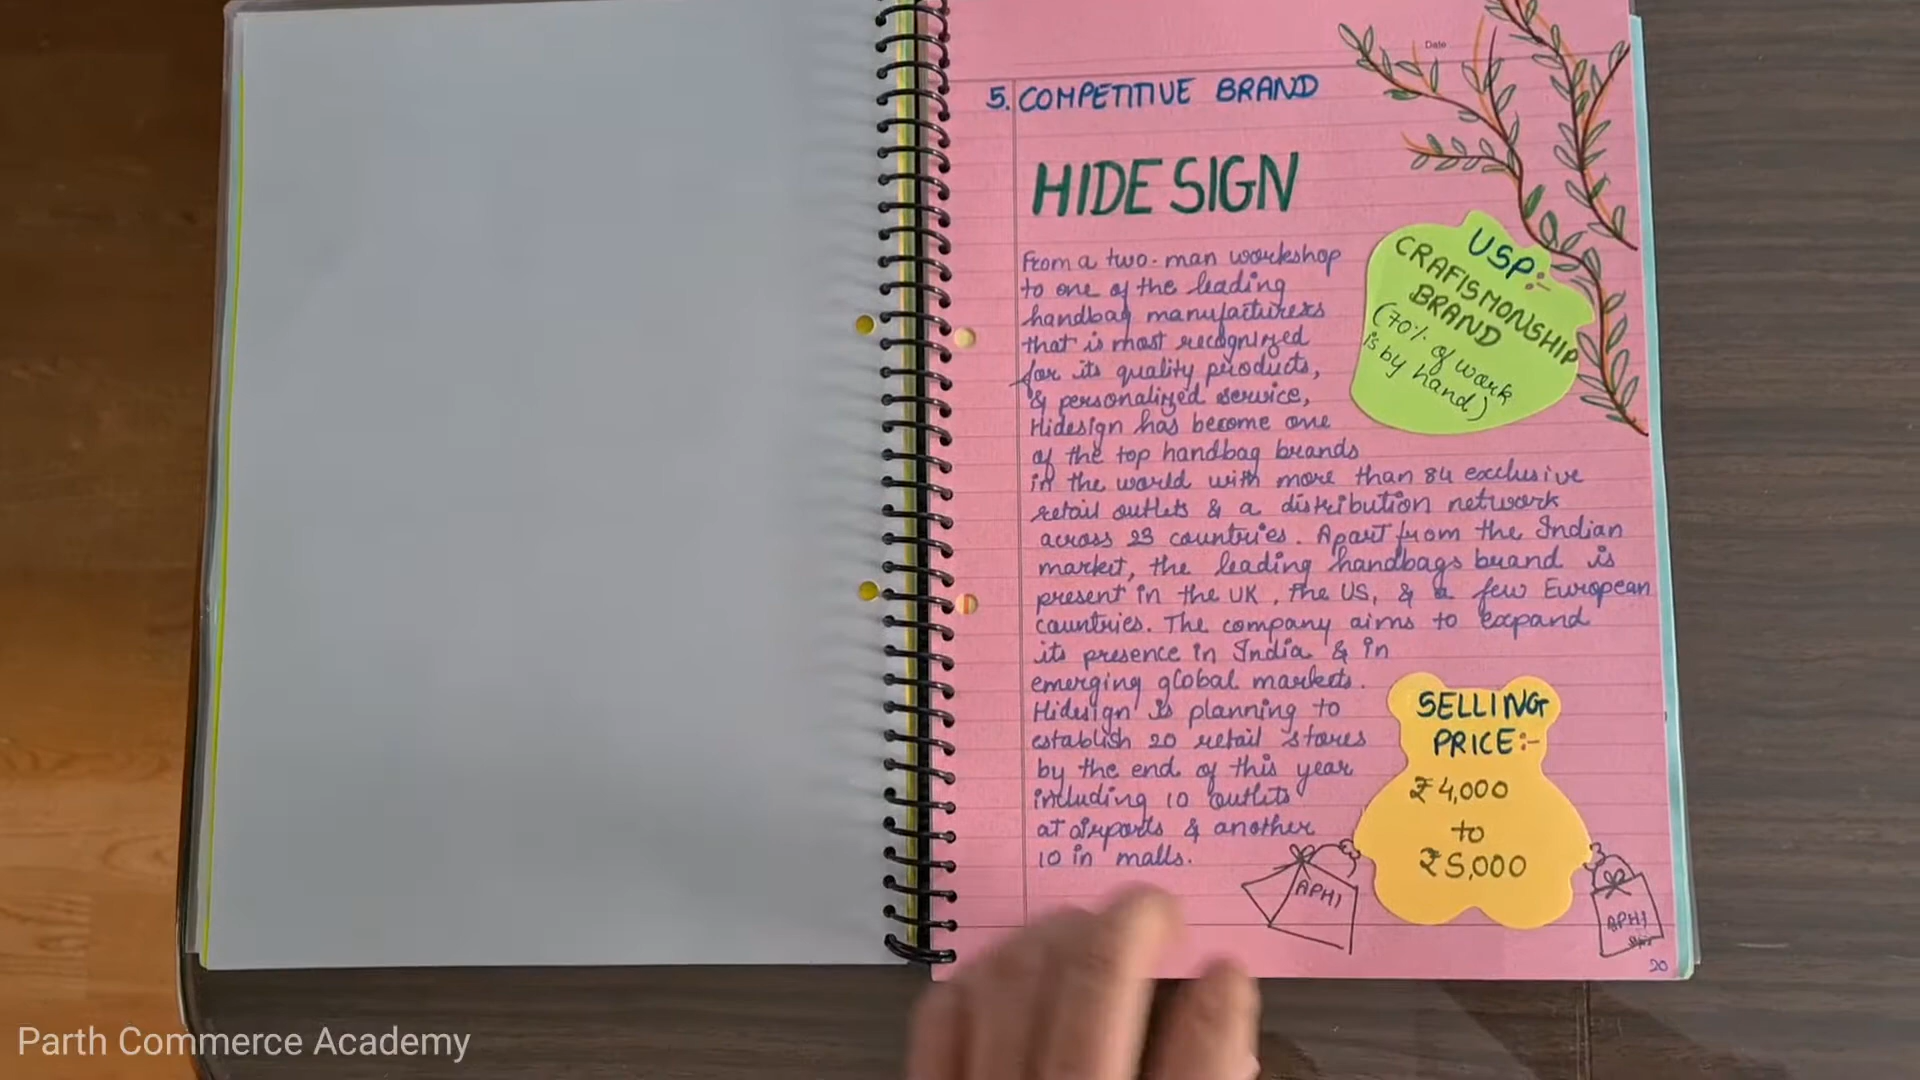 Date
5. COMPETITIVE BRAND
HIDESIGN
From a two-man workshop
to one of the leading
handbag manufacturers
that is most recognized
for its quality products,
& personalized service,
Hidesign has become one
of the top handbag brands
in the world with more than 84 exclusive
retail outlets & a distribution network
across 23 countries. Apart from the Indian
market, the leading handbags brand is
present in the UK, the US, & a few European
countries. The company aims to expand
its presence in India & in
emerging global markets.
Hidesign is planning to
establish 20 retail stores
by the end of this year
including 10 outlets
at airports & another
10 in malls.
USP:-
CRAFISMONSHIP
BRAND
(70% of work
is by hand)
SELLING
PRICE:-
₹4,000
to
₹5,000
APHI
APHI
20
Parth Commerce Academy